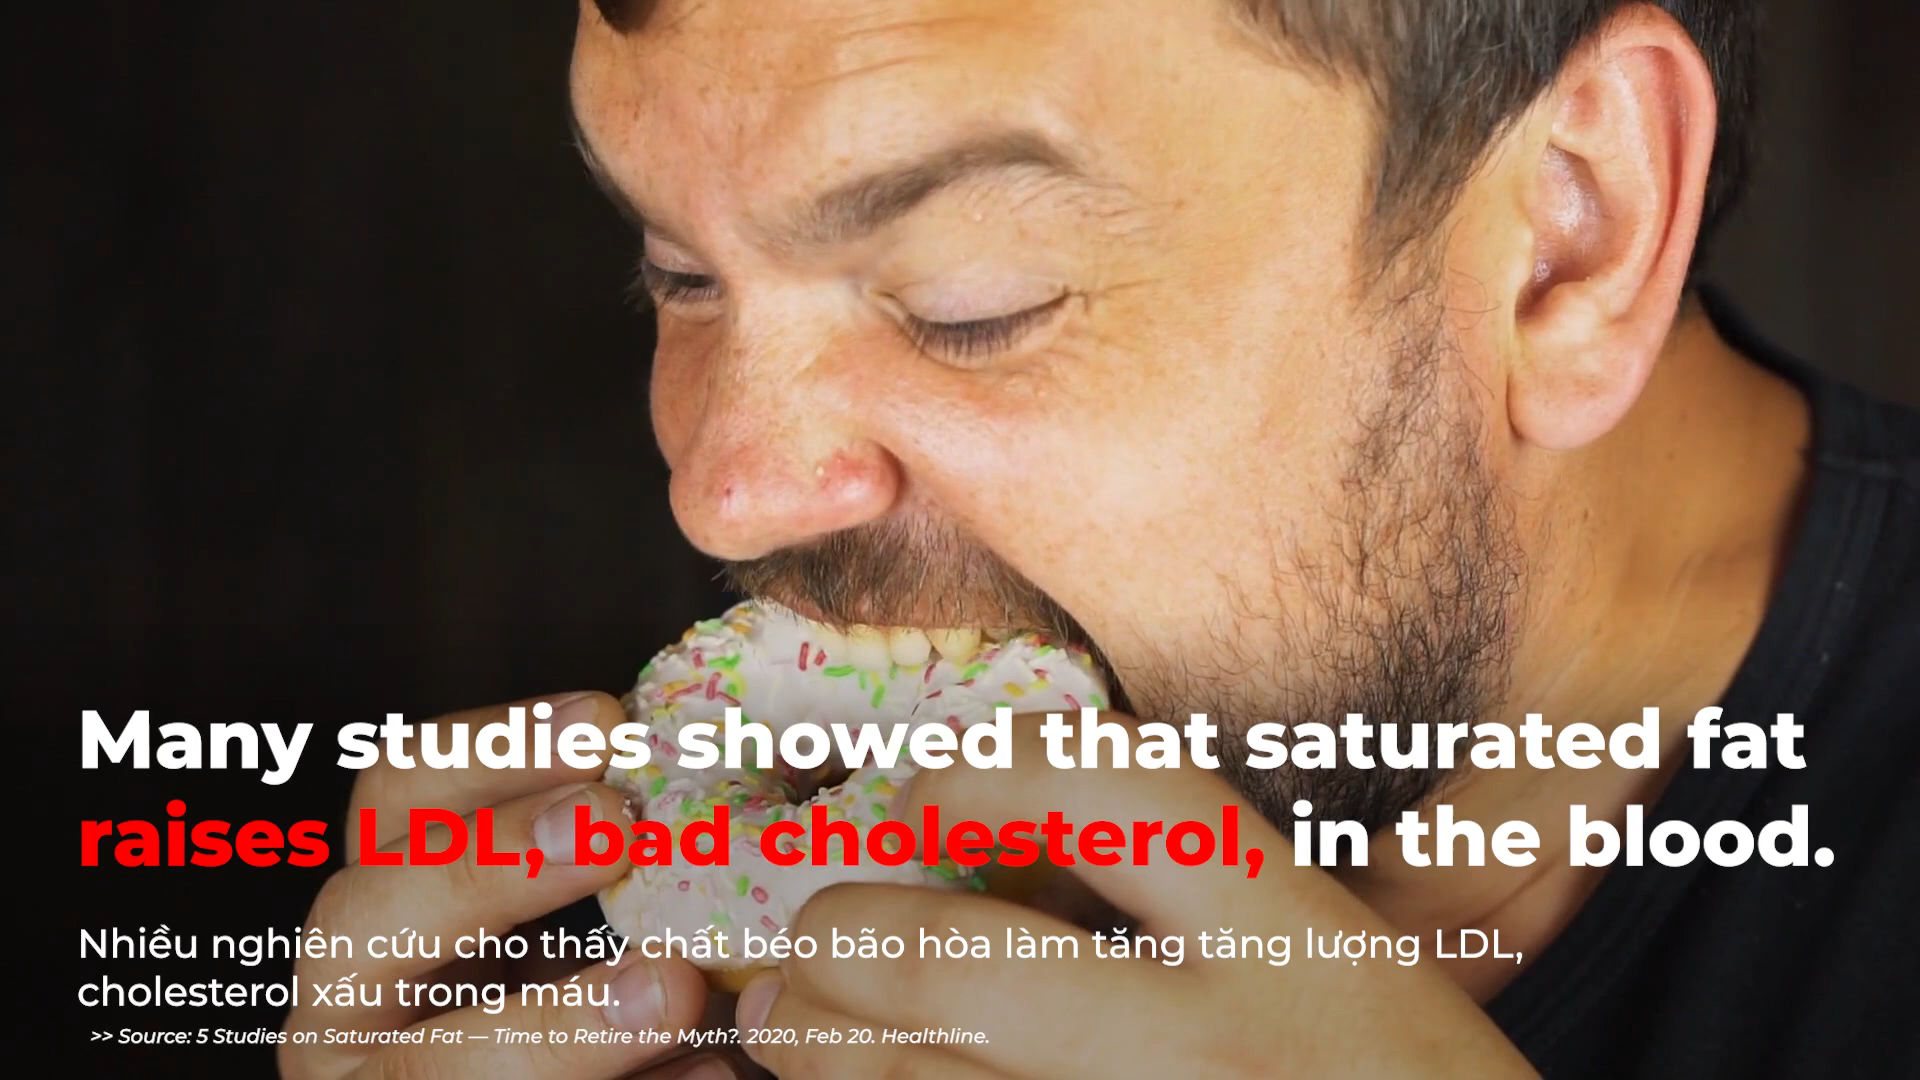 Many studies showed that saturated fat
raises LDL, bad cholesterol, in the blood.
Nhiều nghiên cứu cho thấy chất béo bão hòa làm tăng tăng lượng LDL,
cholesterol xấu trong máu.
>> Source: 5 Studies on Saturated Fat — Time to Retire the Myth?. 2020, Feb 20. Healthline.